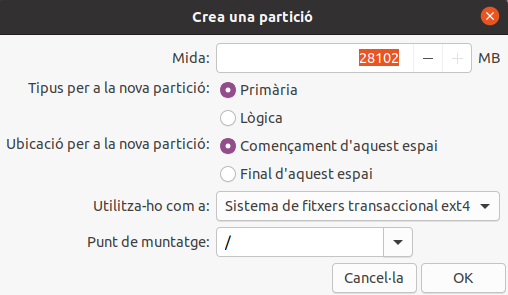 Crea una partició
Mida: 28102 MB
Tipus per a la nova partició: Primària
Lògica
Ubicació per a la nova partició: Començament d'aquest espai
Final d'aquest espai
Utilitza-ho com a: Sistema de fitxers transaccional ext4
Punt de muntatge: /
Cancel·la OK